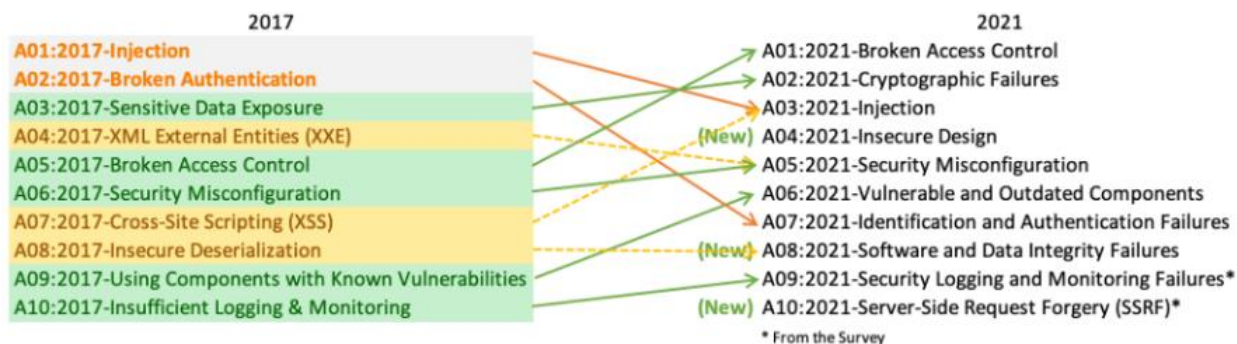 2017
A01:2017-Injection
A02:2017-Broken Authentication
A03:2017-Sensitive Data Exposure
A04:2017-XML External Entities (XXE)
A05:2017-Broken Access Control
A06:2017-Security Misconfiguration
A07:2017-Cross-Site Scripting (XSS)
A08:2017-Insecure Deserialization
A09:2017-Using Components with Known Vulnerabilities
A10:2017-Insufficient Logging & Monitoring
2021
A01:2021-Broken Access Control
A02:2021-Cryptographic Failures
A03:2021-Injection
(New) A04:2021-Insecure Design
A05:2021-Security Misconfiguration
A06:2021-Vulnerable and Outdated Components
A07:2021-Identification and Authentication Failures
(New) A08:2021-Software and Data Integrity Failures
A09:2021-Security Logging and Monitoring Failures*
(New) A10:2021-Server-Side Request Forgery (SSRF)*
* From the Survey